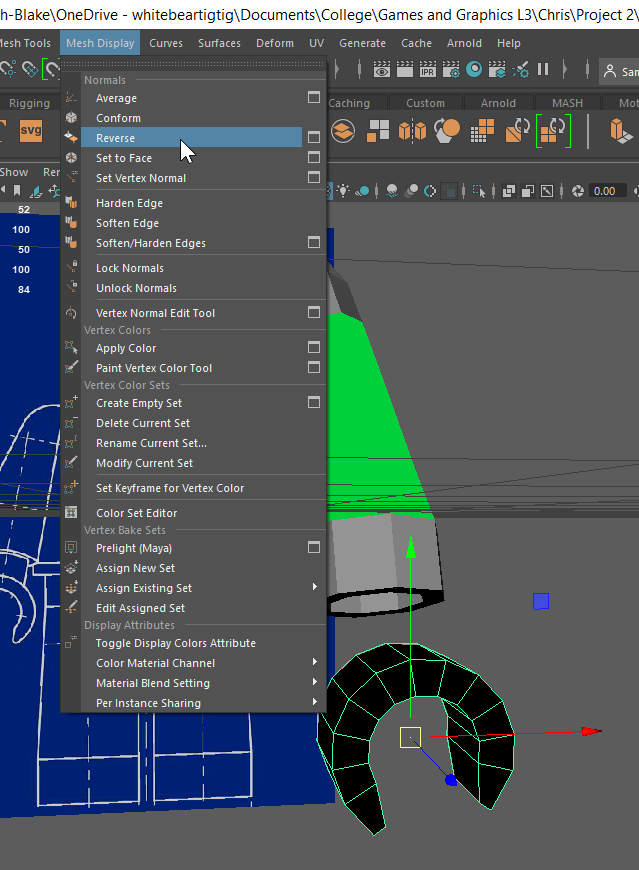 h-Blake\OneDrive - whitebeartigtig\Documents\College\Games and Graphics L3\Chris\Project 2\
Mesh Tools Mesh Display Curves Surfaces Deform UV Generate Cache Arnold Help
IPR Sam
Rigging Caching Custom Arnold MASH Mot
svg
Show Ren
0.00
52
100
50
100
84
Normals
Average
Conform
Reverse
Set to Face
Set Vertex Normal
Harden Edge
Soften Edge
Soften/Harden Edges
Lock Normals
Unlock Normals
Vertex Normal Edit Tool
Vertex Colors
Apply Color
Paint Vertex Color Tool
Vertex Color Sets
Create Empty Set
Delete Current Set
Rename Current Set...
Modify Current Set
Set Keyframe for Vertex Color
Color Set Editor
Vertex Bake Sets
Prelight (Maya)
Assign New Set
Assign Existing Set
Edit Assigned Set
Display Attributes
Toggle Display Colors Attribute
Color Material Channel
Material Blend Setting
Per Instance Sharing